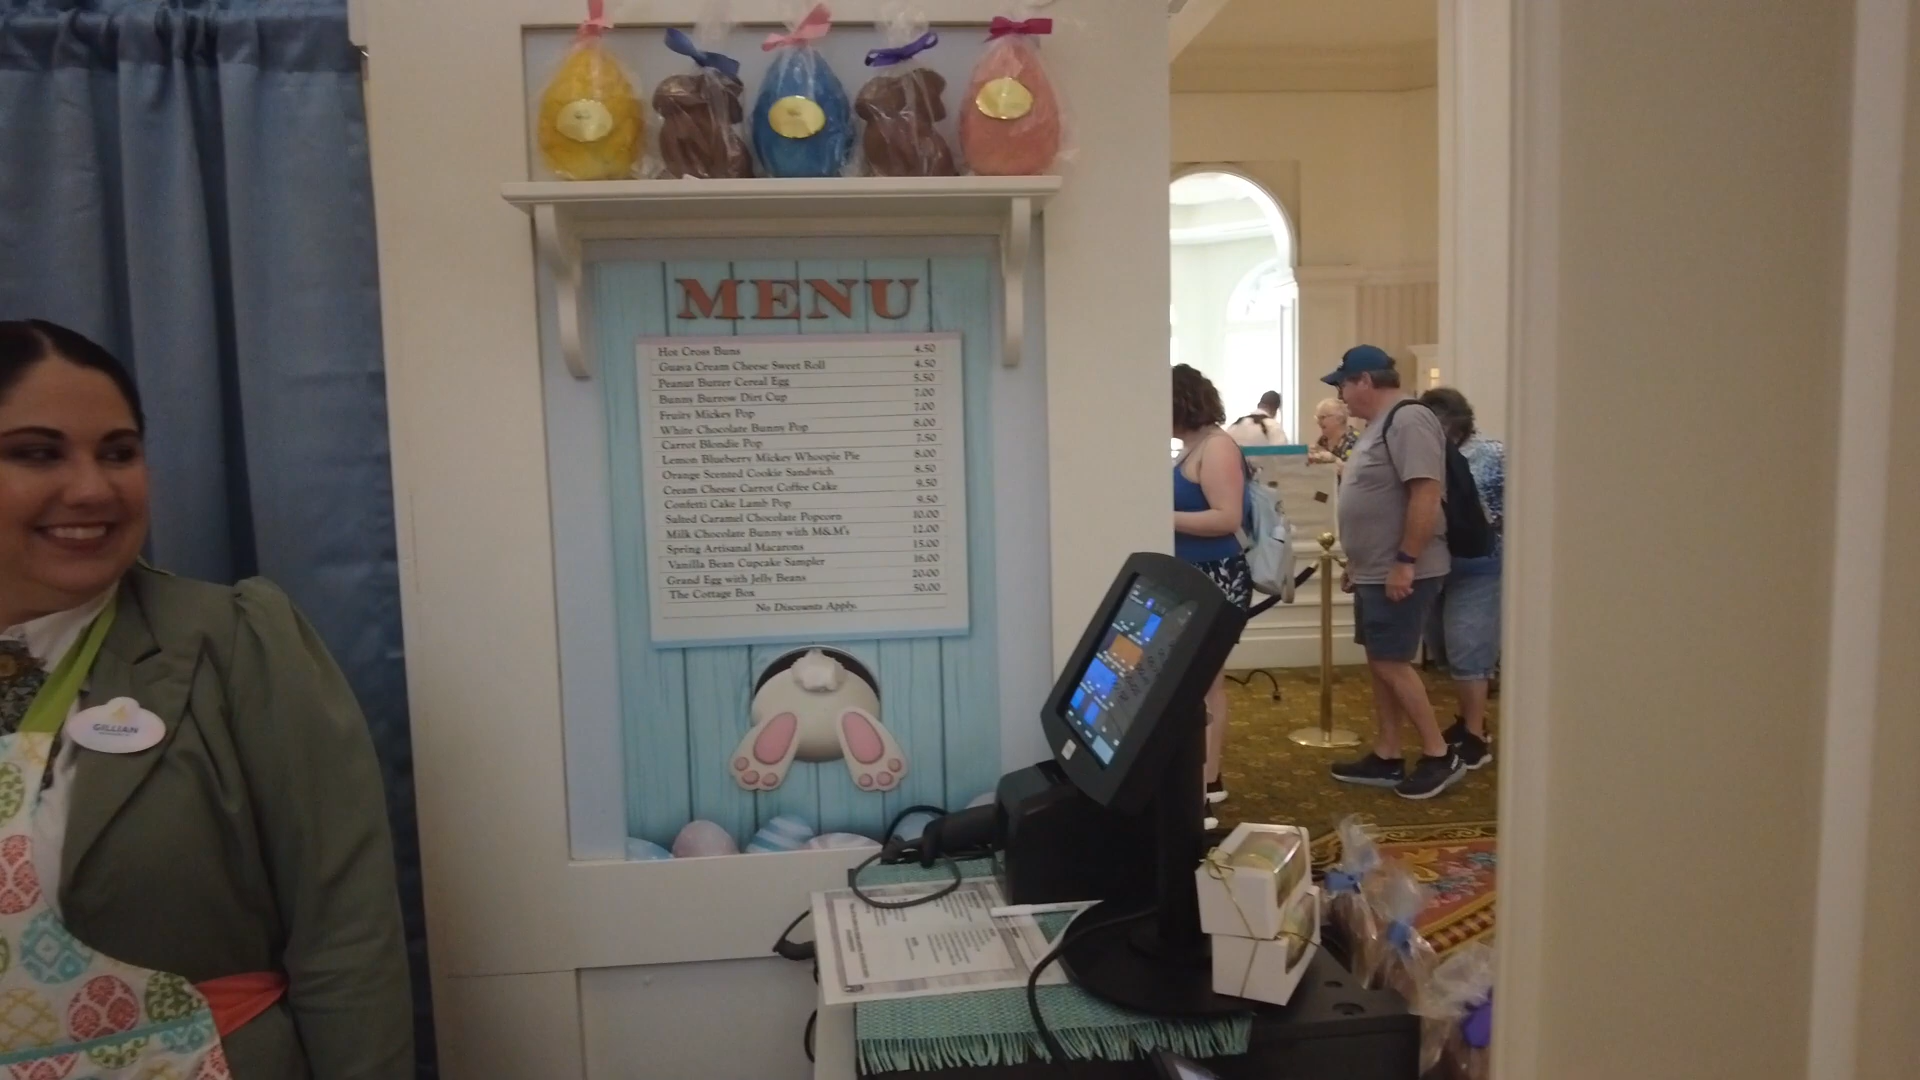 MENU
Hot Cross Buns 4.50
Guava Cream Cheese Sweet Roll 4.50
Peanut Butter Cereal Egg 5.50
Bunny Burrow Dirt Cup 7.00
Fruity Mickey Pop 7.00
White Chocolate Bunny Pop 8.00
Carrot Blondie Pop 7.50
Lemon Blueberry Mickey Whoopie Pie 8.00
Orange Scented Cookie Sandwich 8.50
Cream Cheese Carrot Coffee Cake 9.50
Confetti Cake Lamb Pop 9.50
Salted Caramel Chocolate Popcorn 10.00
Milk Chocolate Bunny with M&M's 12.00
Spring Artisanal Macarons 15.00
Vanilla Bean Cupcake Sampler 16.00
Grand Egg with Jelly Beans 20.00
The Cottage Box 50.00
No Discounts Apply.
GILLIAN